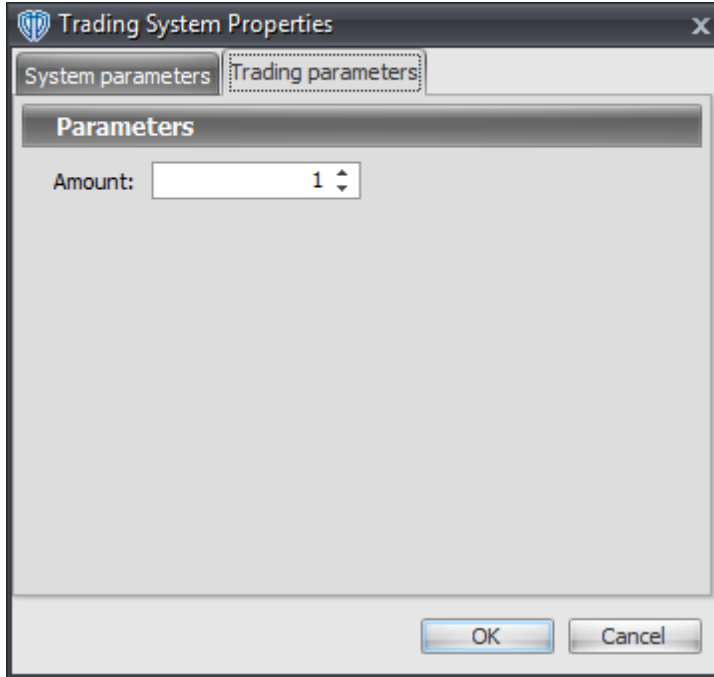 Trading System Properties
System parameters Trading parameters
Parameters
Amount: 1
OK Cancel